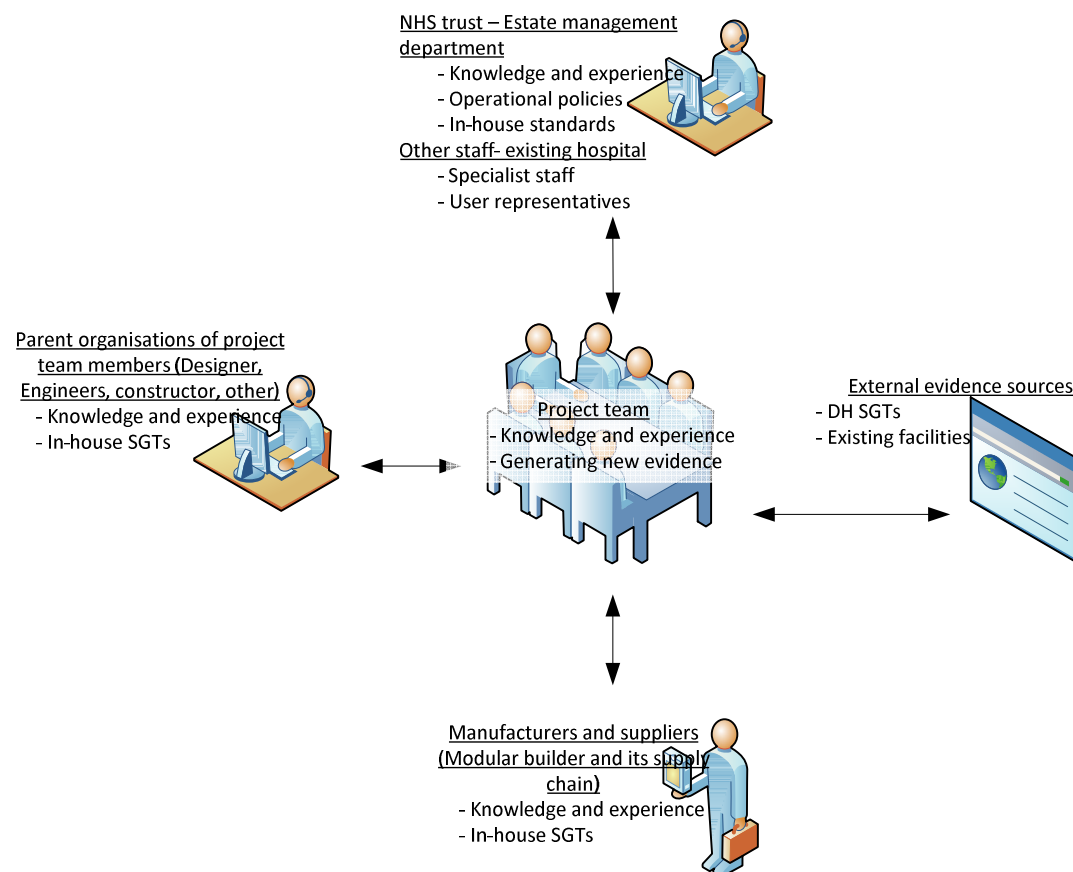 NHS trust – Estate management
department
- Knowledge and experience
- Operational policies
- In-house standards
Other staff- existing hospital
- Specialist staff
- User representatives
Parent organisations of project
team members (Designer,
Engineers, constructor, other)
- Knowledge and experience
- In-house SGTs
Project team
- Knowledge and experience
- Generating new evidence
External evidence sources
- DH SGTs
- Existing facilities
Manufacturers and suppliers
(Modular builder and its supply
chain)
- Knowledge and experience
- In-house SGTs